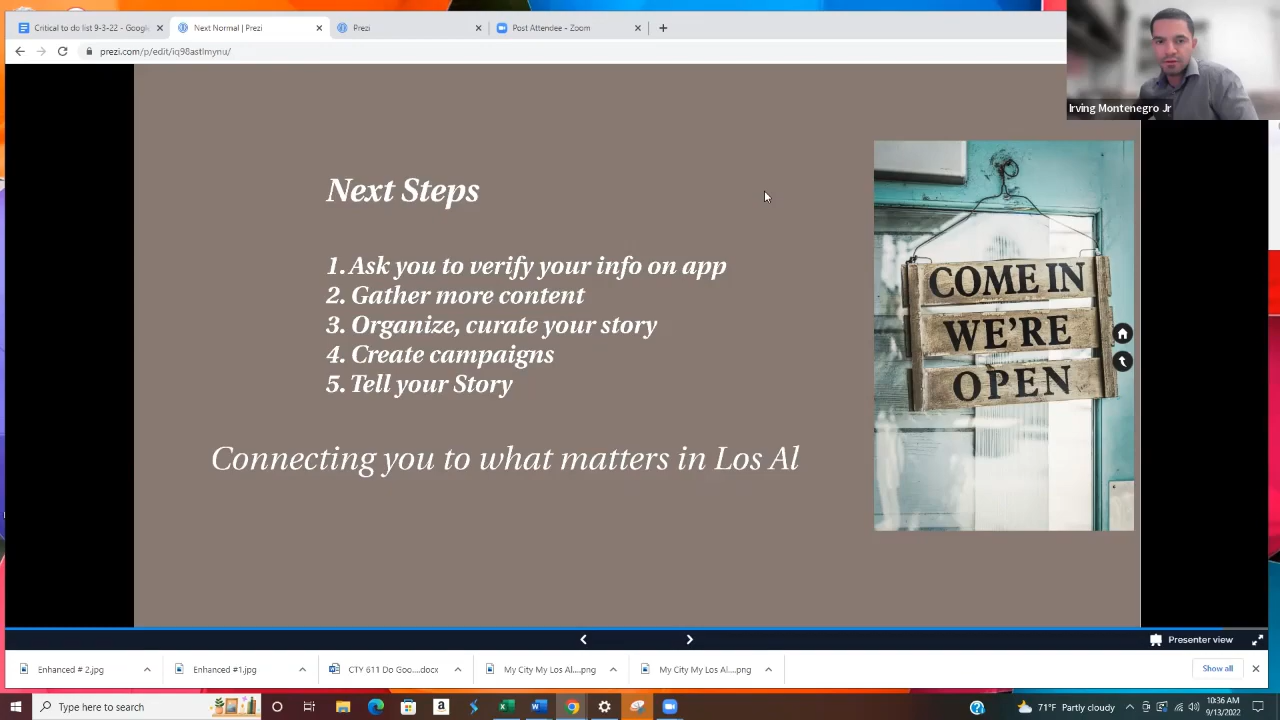 Critical to do list 9-3-22 - Google
Next Normal | Prezi
Prezi
Post Attendee - Zoom
prezi.com/p/edit/iq98astlmynu/
Irving Montenegro Jr
Next Steps
1. Ask you to verify your info on app
2. Gather more content
3. Organize, curate your story
4. Create campaigns
5. Tell your Story
Connecting you to what matters in Los Al
COME IN
WE'RE
OPEN
Presenter view
Enhanced # 2.jpg
Enhanced #1.jpg
CTY 611 Do Goo....docx
My City My Los Al....png
My City My Los Al....png
Show all
Type here to search
71°F Partly cloudy
10:36 AM
9/13/2022